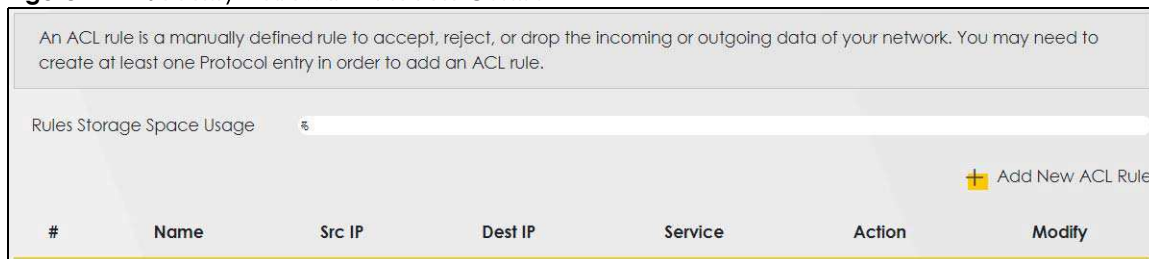 An ACL rule is a manually defined rule to accept, reject, or drop the incoming or outgoing data of your network. You may need to
create at least one Protocol entry in order to add an ACL rule.
Rules Storage Space Usage %
Add New ACL Rule
# Name Src IP Dest IP Service Action Modify